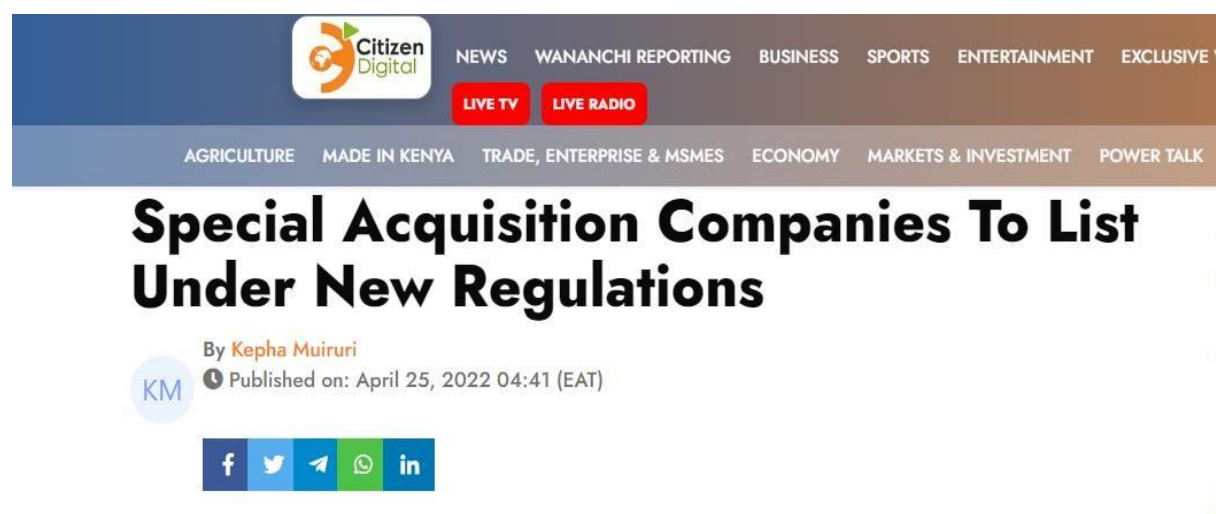 Citizen
Digital
NEWS WANANCHI REPORTING BUSINESS SPORTS ENTERTAINMENT EXCLUSIVE
LIVE TV LIVE RADIO
AGRICULTURE MADE IN KENYA TRADE, ENTERPRISE & MSMES ECONOMY MARKETS & INVESTMENT POWER TALK
Special Acquisition Companies To List
Under New Regulations
By Kepha Muiruri
KM
Published on: April 25, 2022 04:41 (EAT)
f in